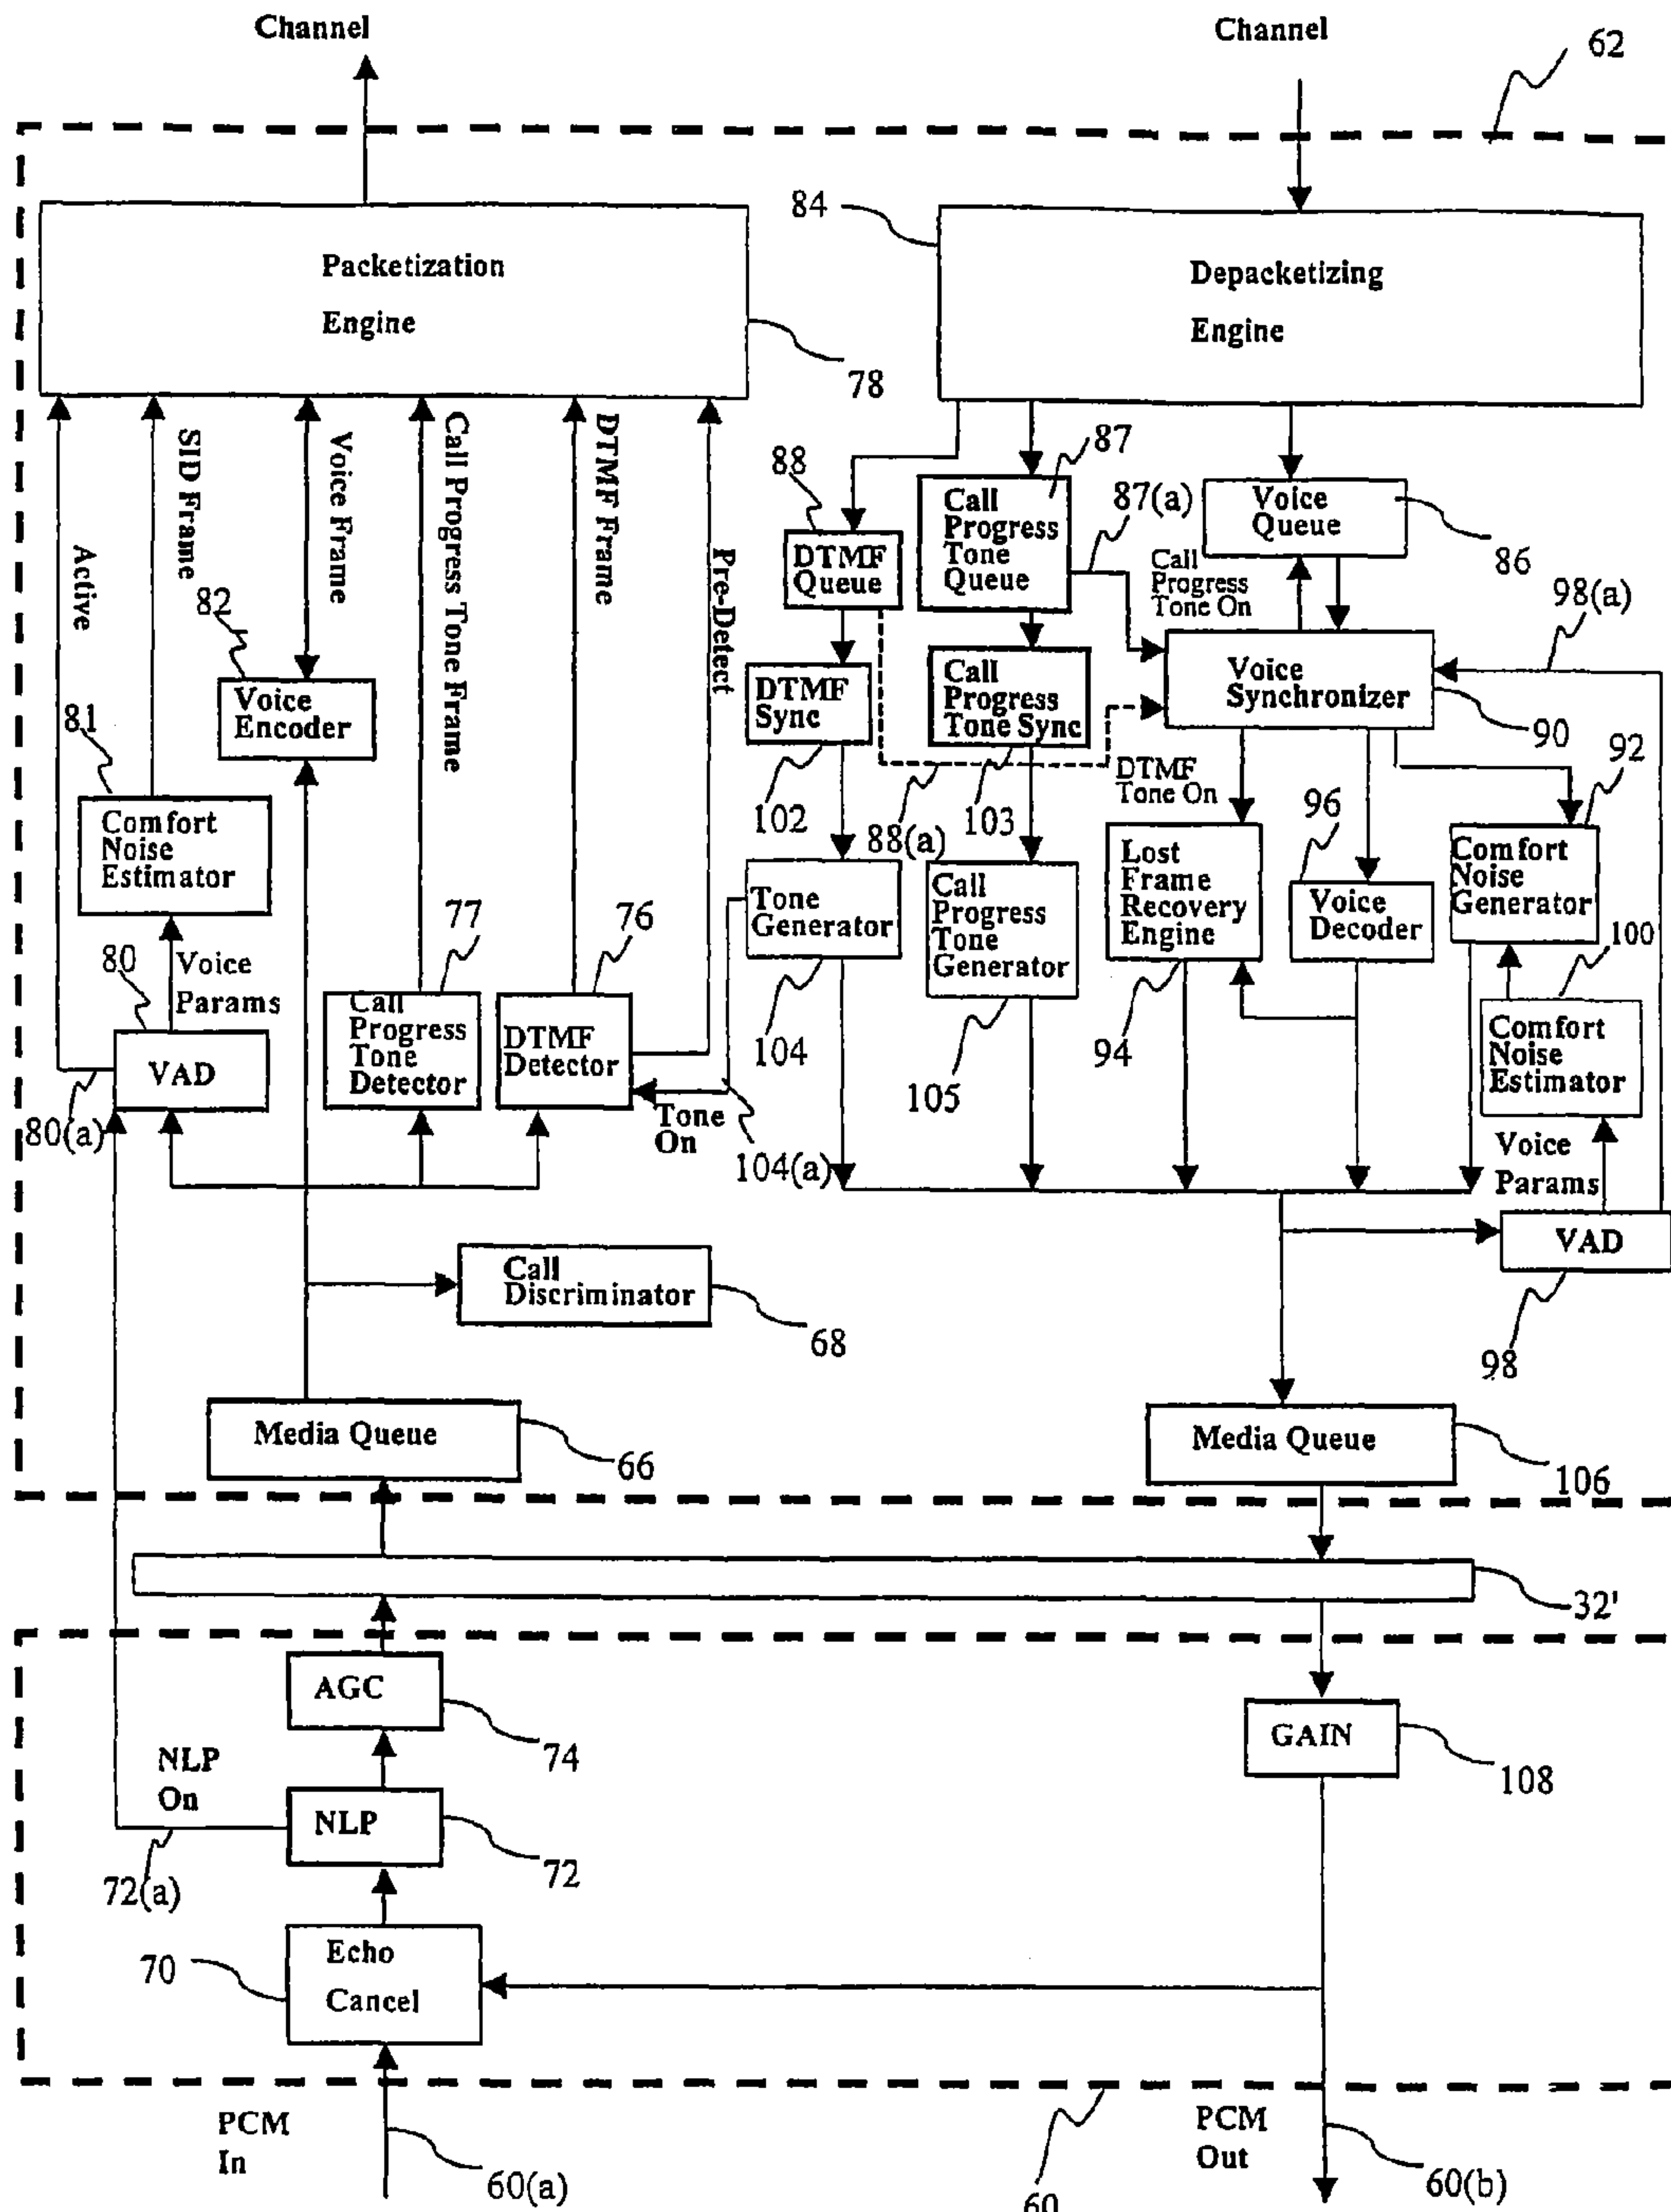 Channel
Channel
62
84
Packetization
Engine
Depacketizing
Engine
78
Active
SID Frame
Voice Frame
Call Progress Tone Frame
DTMF Frame
Pre-Detect
88
87
87(a)
DTMF
Queue
Call
Progress
Tone
Queue
Voice
Queue
86
Call
Progress
Tone On
98(a)
82
Voice
Encoder
81
DTMF
Sync
Call
Progress
Tone Sync
Voice
Synchronizer
90
92
102
88(a)
103
DTMF
Tone On
96
Comfort
Noise
Estimator
Tone
Generator
Call
Progress
Tone
Generator
Lost
Frame
Recovery
Engine
Voice
Decoder
Comfort
Noise
Generator
100
77
76
80
Voice
Params
104
105
94
VAD
Call
Progress
Tone
Detector
DTMF
Detector
Comfort
Noise
Estimator
80(a)
Tone
On
104(a)
Voice
Params
VAD
98
Call
Discriminator
68
Media Queue
66
Media Queue
106
32'
AGC
74
GAIN
108
NLP
On
NLP
72
72(a)
70
Echo
Cancel
PCM
In
60(a)
60
PCM
Out
60(b)